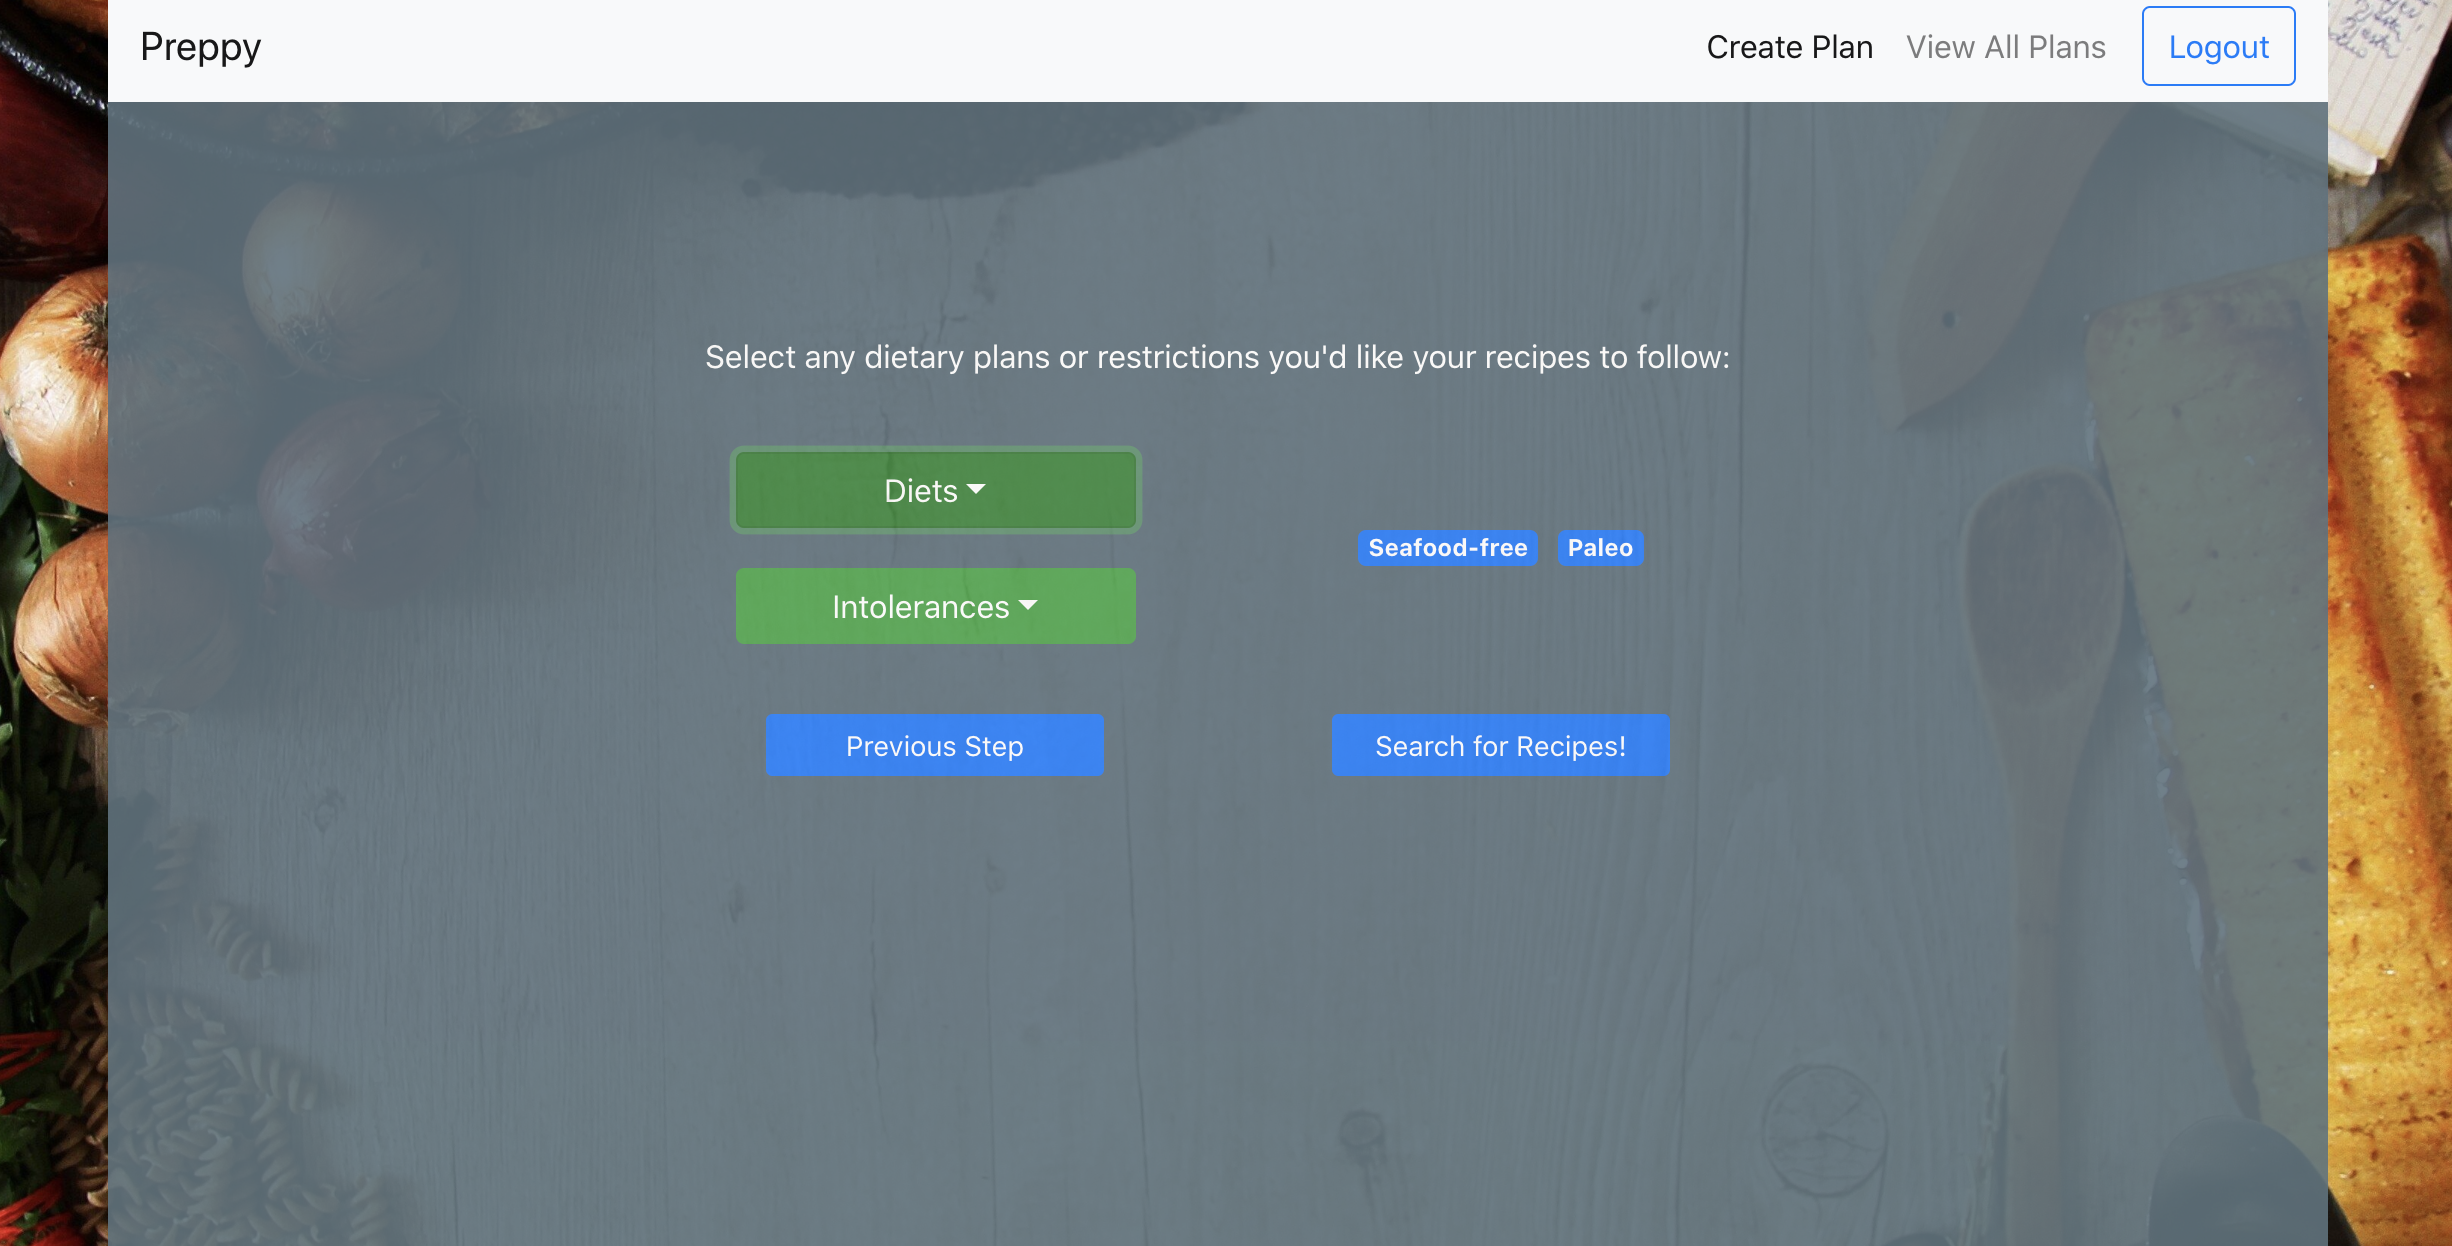 Preppy
Create Plan View All Plans Logout
Select any dietary plans or restrictions you'd like your recipes to follow:
Diets
Seafood-free Paleo
Intolerances
Previous Step Search for Recipes!